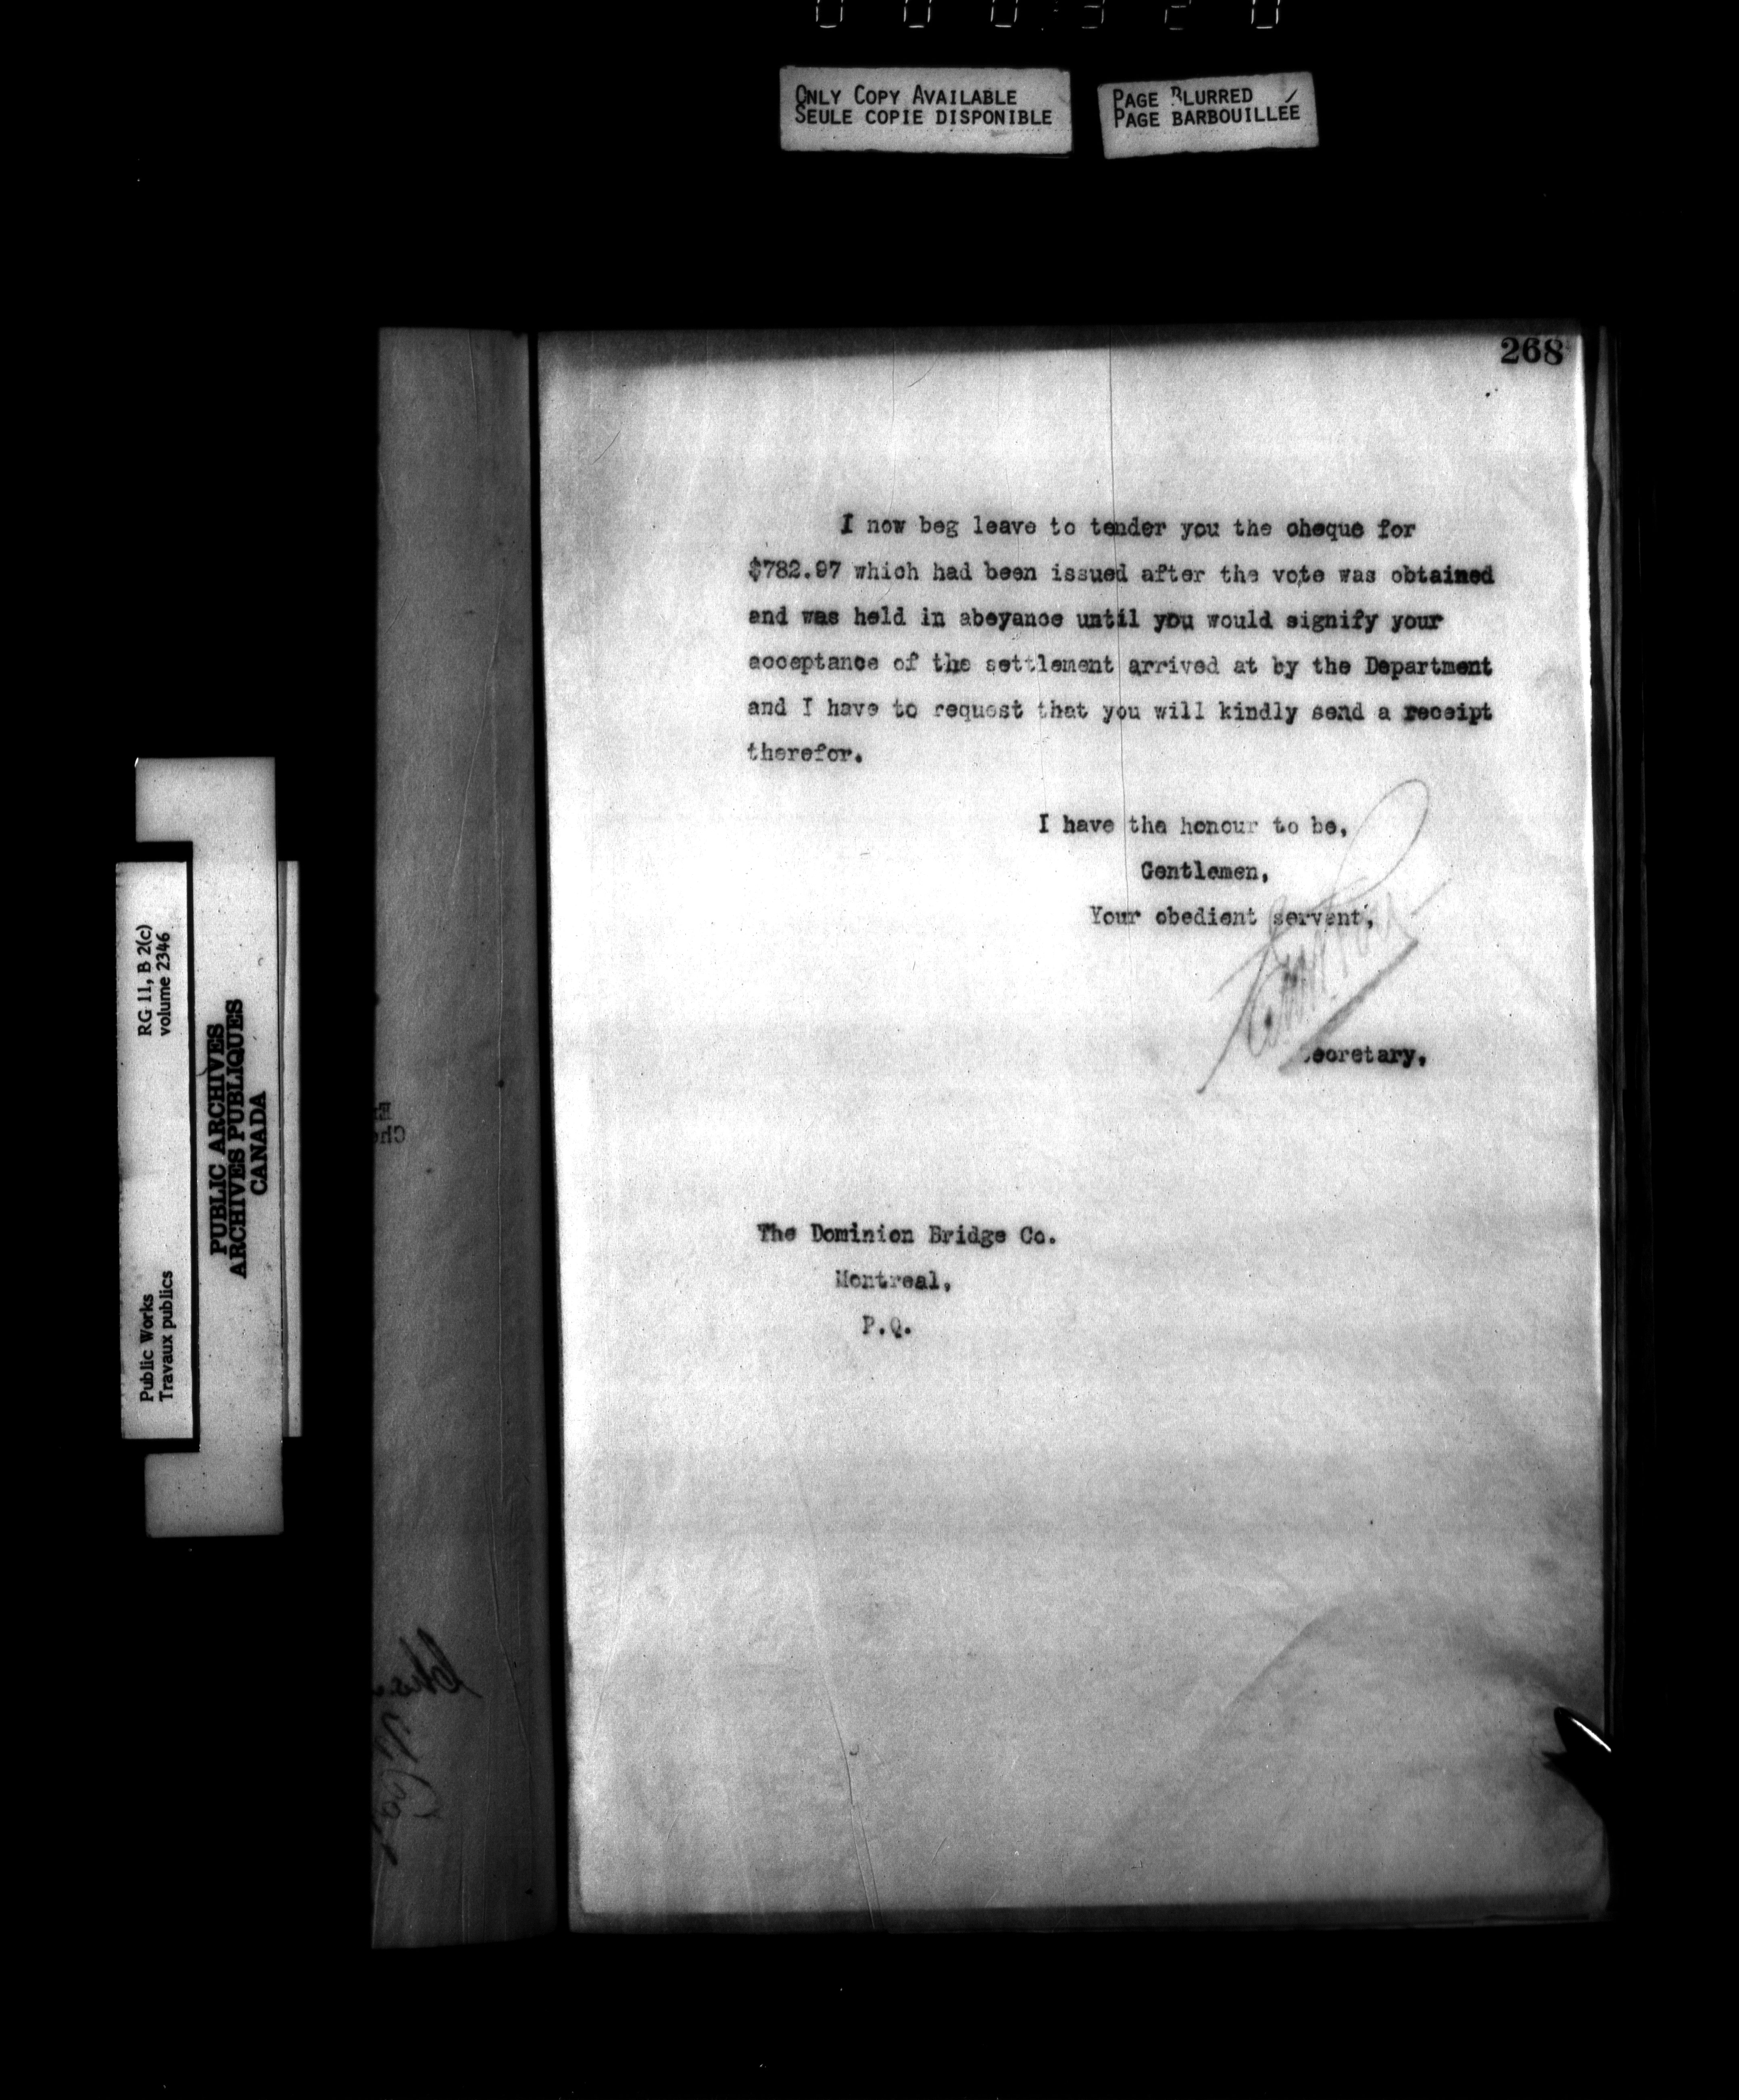 ONLY COPY AVAILABLE
SEULE COPIE DISPONIBLE
PAGE BLURRED
PAGE BARBOUILLÉE
268
I now beg leave to tender you the cheque for
$782.97 which had been issued after the vote was obtained
and was held in abeyance until you would signify your
acceptance of the settlement arrived at by the Department
and I have to request that you will kindly send a receipt
therefor.
I have the honour to be,
Gentlemen,
Your obedient servant,
Secretary.
The Dominion Bridge Co.
Montreal,
P.Q.
RG 11, B 2(c)
volume 2346
Public Works
Travaux publics
PUBLIC ARCHIVES
ARCHIVES PUBLIQUES
CANADA